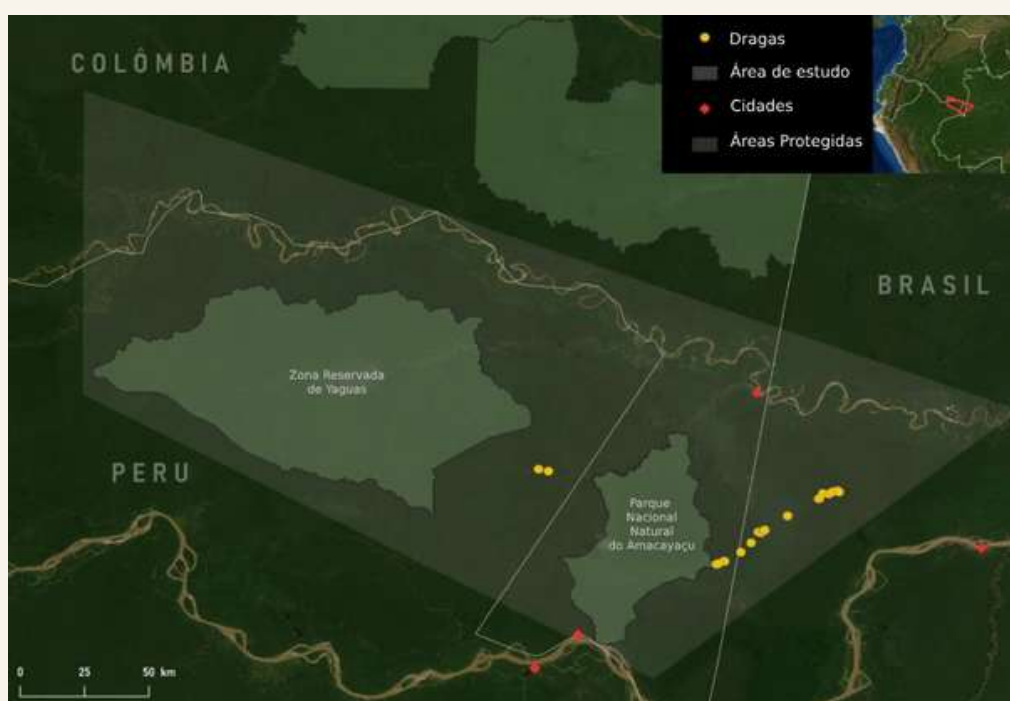 COLÔMBIA
Dragas
Área de estudo
Cidades
Áreas Protegidas
BRASIL
Zona Reservada
de Yaguas
PERU
Parque
Nacional
Natural
do Amacayaçu
0 25 50 km